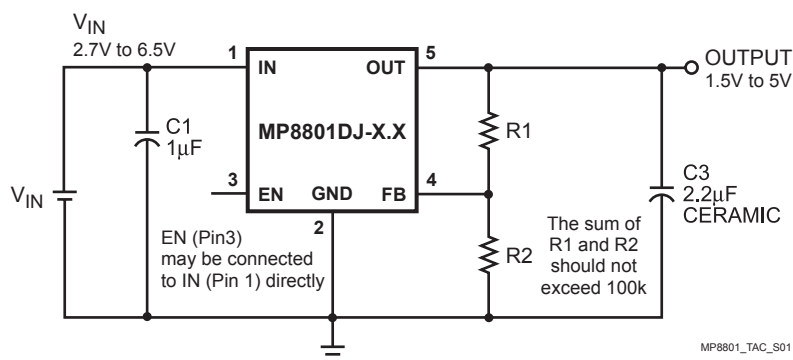 V_IN
2.7V to 6.5V
1
5
IN
OUT
OUTPUT
1.5V to 5V
C1
1μF
MP8801DJ-X.X
R1
C3
2.2μF
CERAMIC
V_IN
3
EN
GND
FB
4
2
EN (Pin3)
may be connected
to IN (Pin 1) directly
R2
The sum of
R1 and R2
should not
exceed 100k
MP8801_TAC_S01